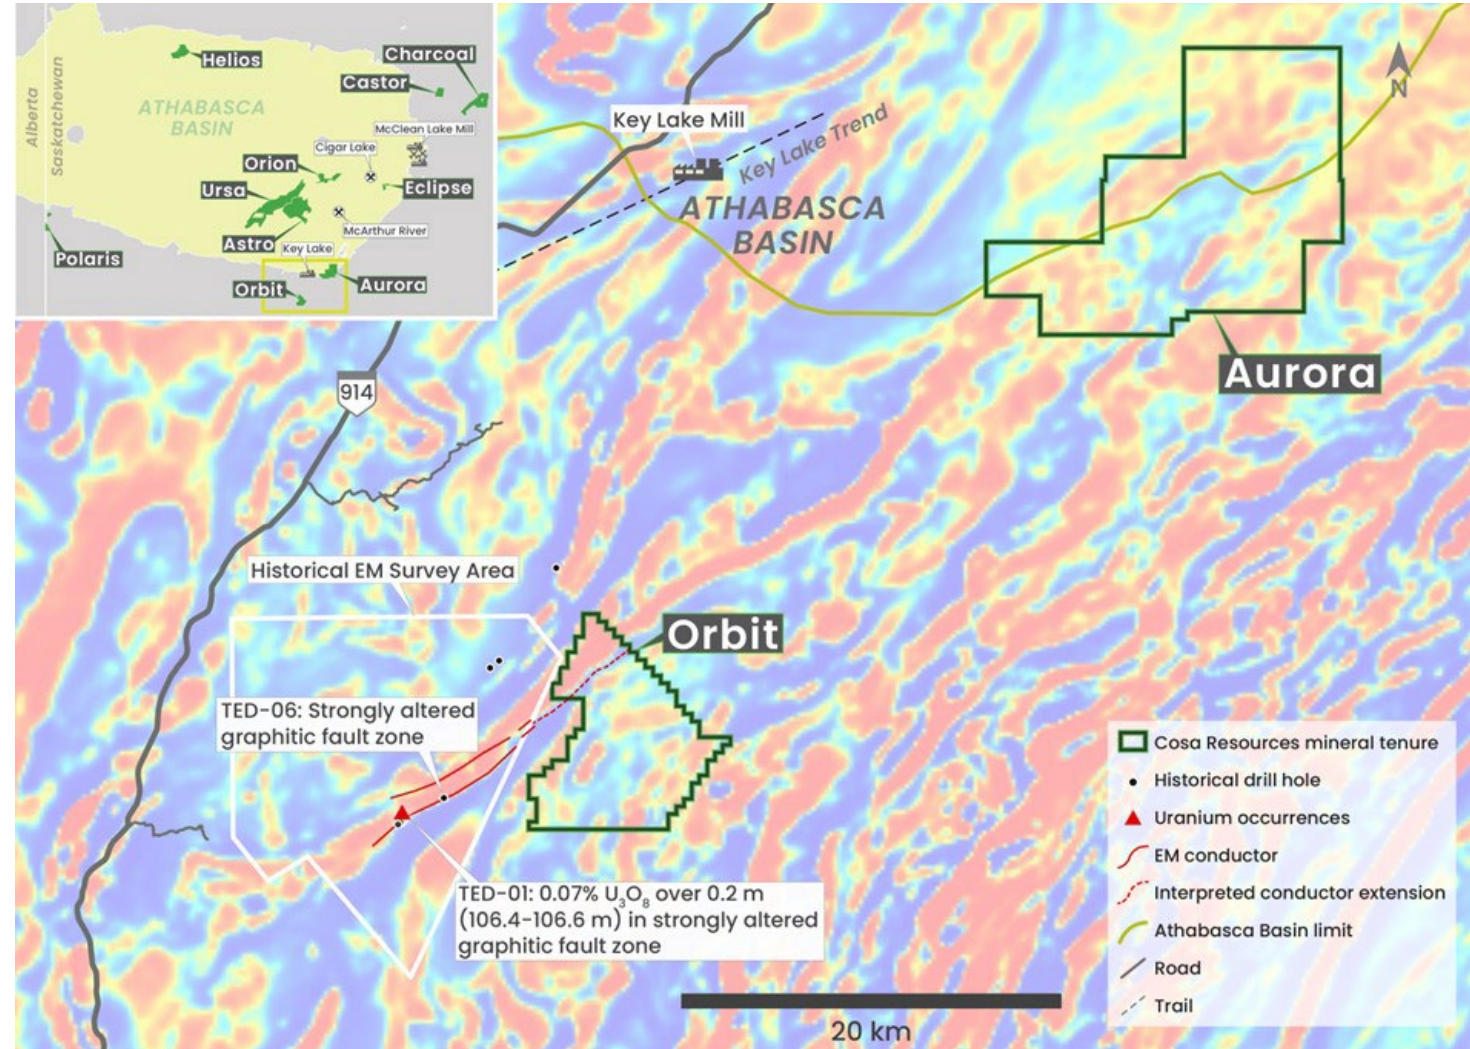 Alberta
Saskatchewan
Helios
Charcoal
Castor
ATHABASCA
BASIN
McClean Lake Mill
Cigar Lake
Orion
Ursa
Eclipse
Astro
McArthur River
Key Lake
Polaris
Orbit
Aurora
Key Lake Mill
Key Lake Trend
ATHABASCA
BASIN
N
Aurora
914
Historical EM Survey Area
Orbit
TED-06: Strongly altered
graphitic fault zone
TED-01: 0.07% U₃O₈ over 0.2 m
(106.4-106.6 m) in strongly altered
graphitic fault zone
Cosa Resources mineral tenure
Historical drill hole
Uranium occurrences
EM conductor
Interpreted conductor extension
Athabasca Basin limit
Road
Trail
20 km